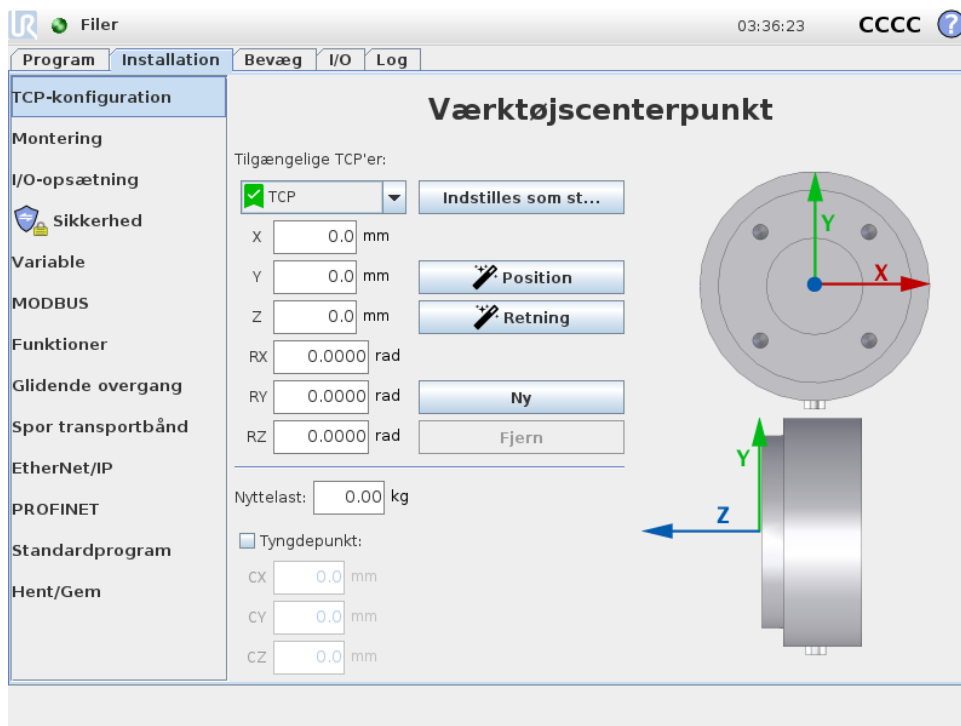 UR Filer 03:36:23 CCCC ?
Program Installation Bevæg I/O Log
TCP-konfiguration
Montering
I/O-opsætning
Sikkerhed
Variable
MODBUS
Funktioner
Glidende overgang
Spor transportbånd
EtherNet/IP
PROFINET
Standardprogram
Hent/Gem
Værktøjscenterpunkt
Tilgængelige TCP'er:
TCP Indstilles som st...
X 0.0 mm
Y 0.0 mm Position
Z 0.0 mm Retning
RX 0.0000 rad
RY 0.0000 rad Ny
RZ 0.0000 rad Fjern
Nyttelast: 0.00 kg
Tyngdepunkt:
CX 0.0 mm
CY 0.0 mm
CZ 0.0 mm
Y
X
Y
Z